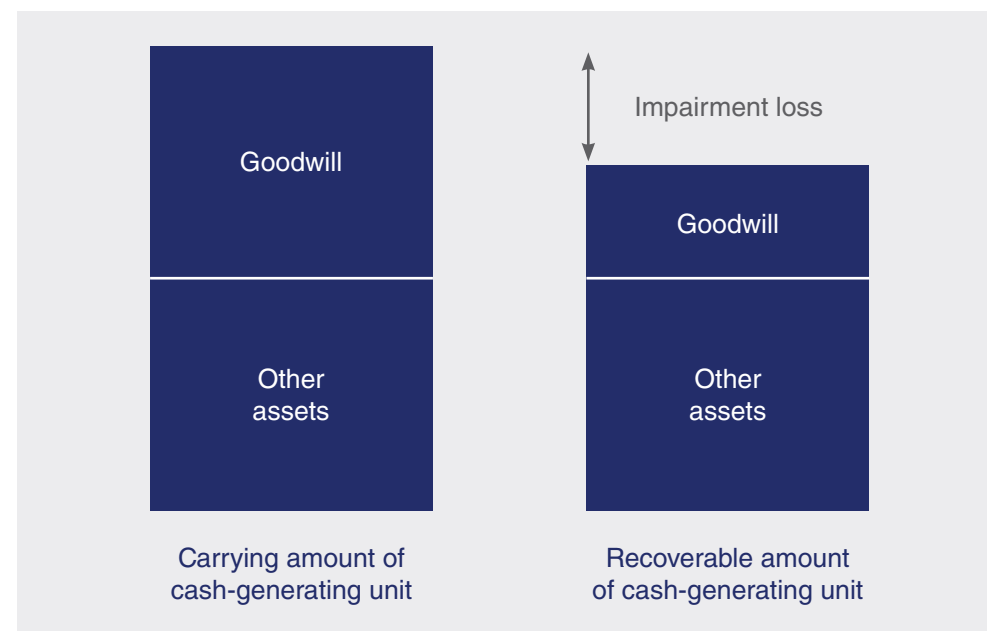 Goodwill
Other
assets
Carrying amount of
cash-generating unit
Impairment loss
Goodwill
Other
assets
Recoverable amount
of cash-generating unit